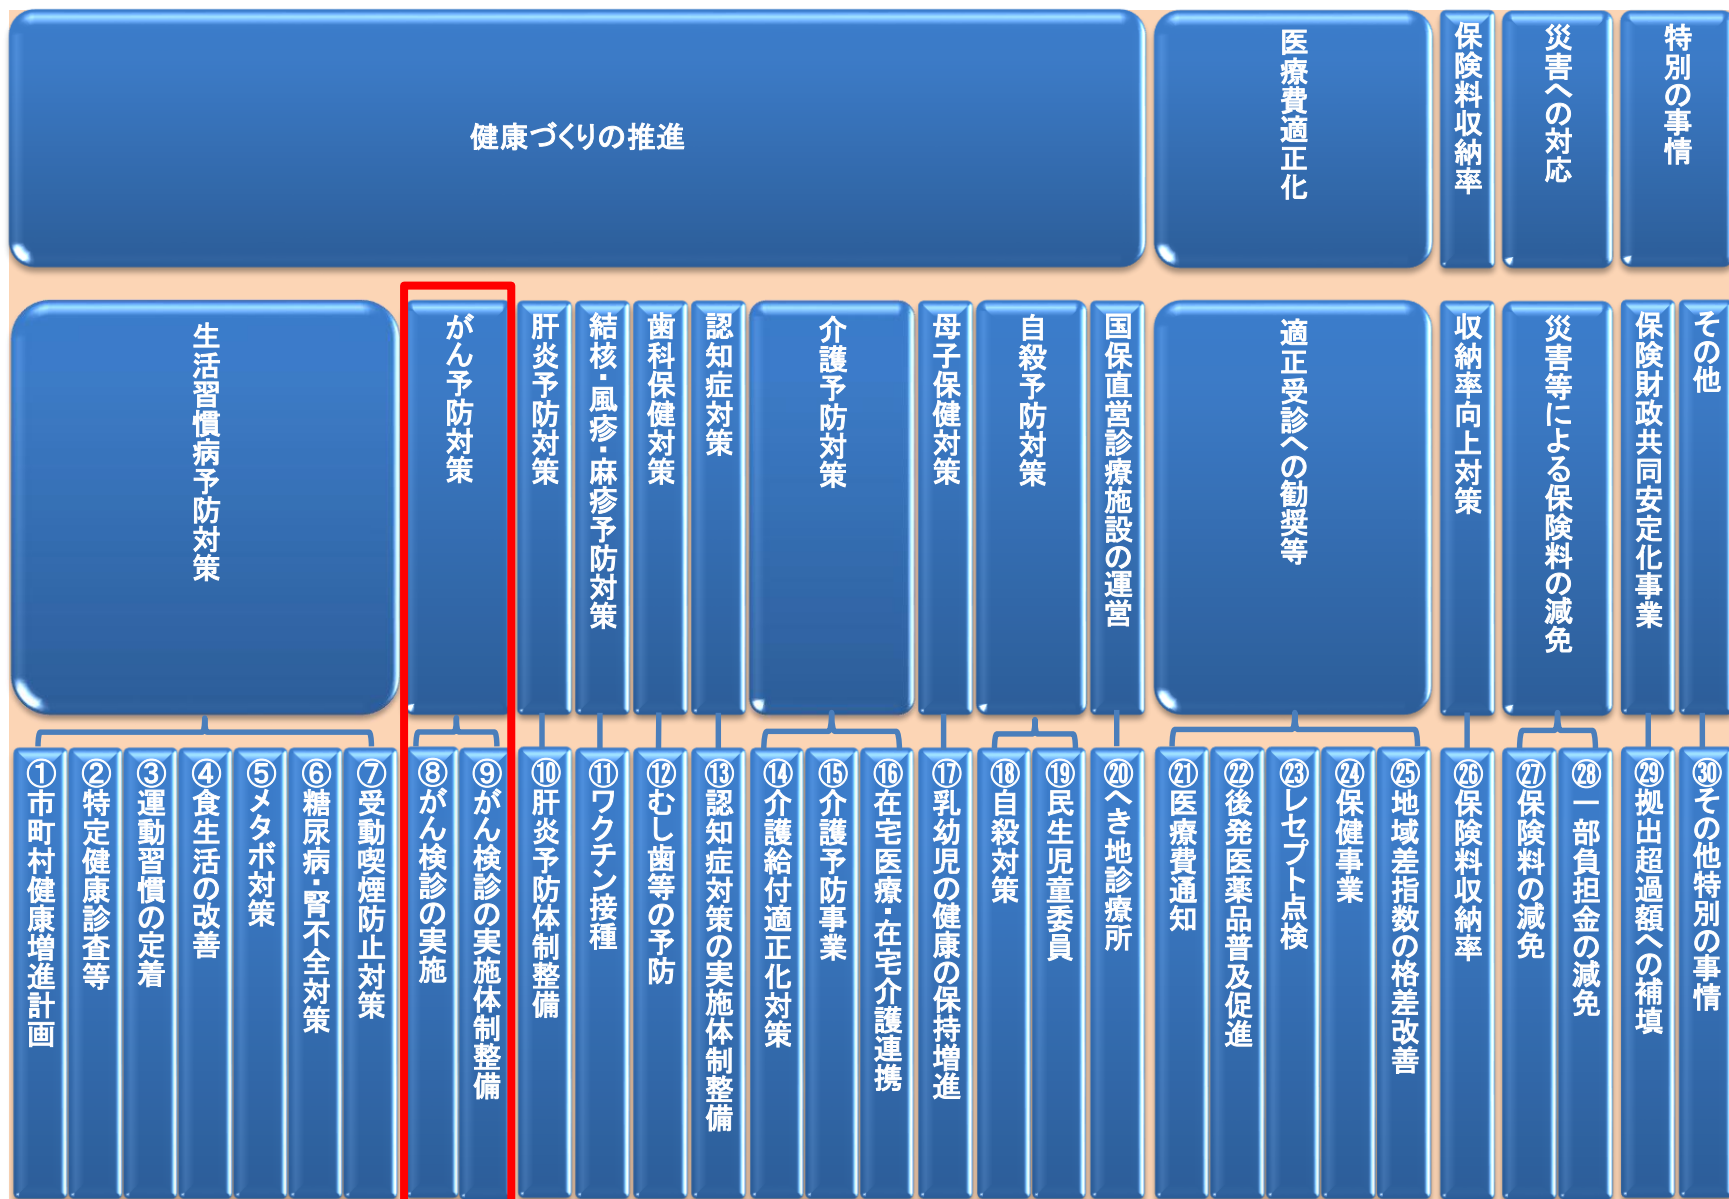 健康づくりの推進
医療費適正化
保険料収納率
災害への対応
特別の事情
生活習慣病予防対策
がん予防対策
肝炎予防対策
結核・風疹・麻疹予防対策
歯科保健対策
認知症対策
介護予防対策
母子保健対策
自殺予防対策
国保直営診療施設の運営
適正受診への勧奨等
収納率向上対策
災害等による保険料の減免
保険財政共同安定化事業
その他
①市町村健康増進計画
②特定健康診査等
③運動習慣の定着
④食生活の改善
⑤メタボ対策
⑥糖尿病・腎不全対策
⑦受動喫煙防止対策
⑧がん検診の実施
⑨がん検診の実施体制整備
⑩肝炎予防体制整備
⑪ワクチン接種
⑫むし歯等の予防
⑬認知症対策の実施体制整備
⑭介護給付適正化対策
⑮介護予防事業
⑯在宅医療・在宅介護連携
⑰乳幼児の健康の保持増進
⑱自殺対策
⑲民生児童委員
⑳へき地診療所
㉑医療費通知
㉒後発医薬品普及促進
㉓レセプト点検
㉔保健事業
㉕地域差指数の格差改善
㉖保険料収納率
㉗保険料の減免
㉘一部負担金の減免
㉙拠出超過額への補填
㉚その他特別の事情